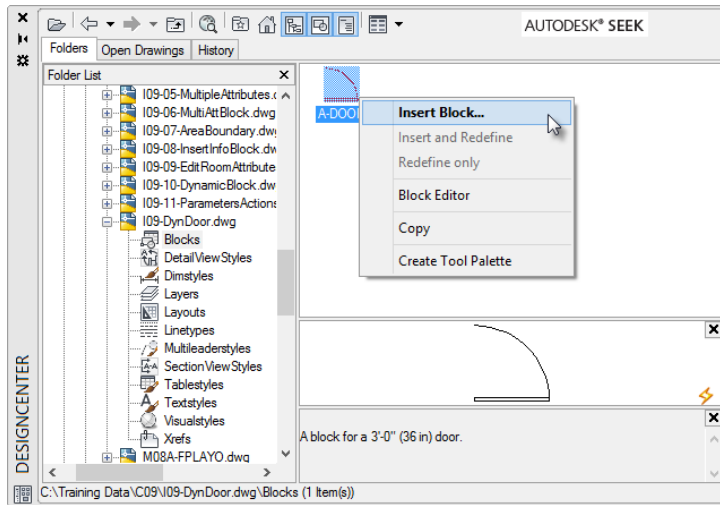 AUTODESK® SEEK
Folders
Open Drawings
History
Folder List
I09-05-MultipleAttributes.
I09-06-MultiAttBlock.dwg
I09-07-AreaBoundary.dw
I09-08-InsertInfoBlock.dw
I09-09-EditRoomAttribute
I09-10-DynamicBlock.dw
I09-11-ParametersActions
I09-DynDoor.dwg
Blocks
DetailViewStyles
Dimstyles
Layers
Layouts
Linetypes
Multileaderstyles
SectionViewStyles
Tablestyles
Textstyles
Visualstyles
Xrefs
M08A-FPLAYO.dwg
A-DOO
Insert Block...
Insert and Redefine
Redefine only
Block Editor
Copy
Create Tool Palette
A block for a 3'-0" (36 in) door.
DESIGNCENTER
C:\Training Data\C09\I09-DynDoor.dwg\Blocks (1 Item(s))